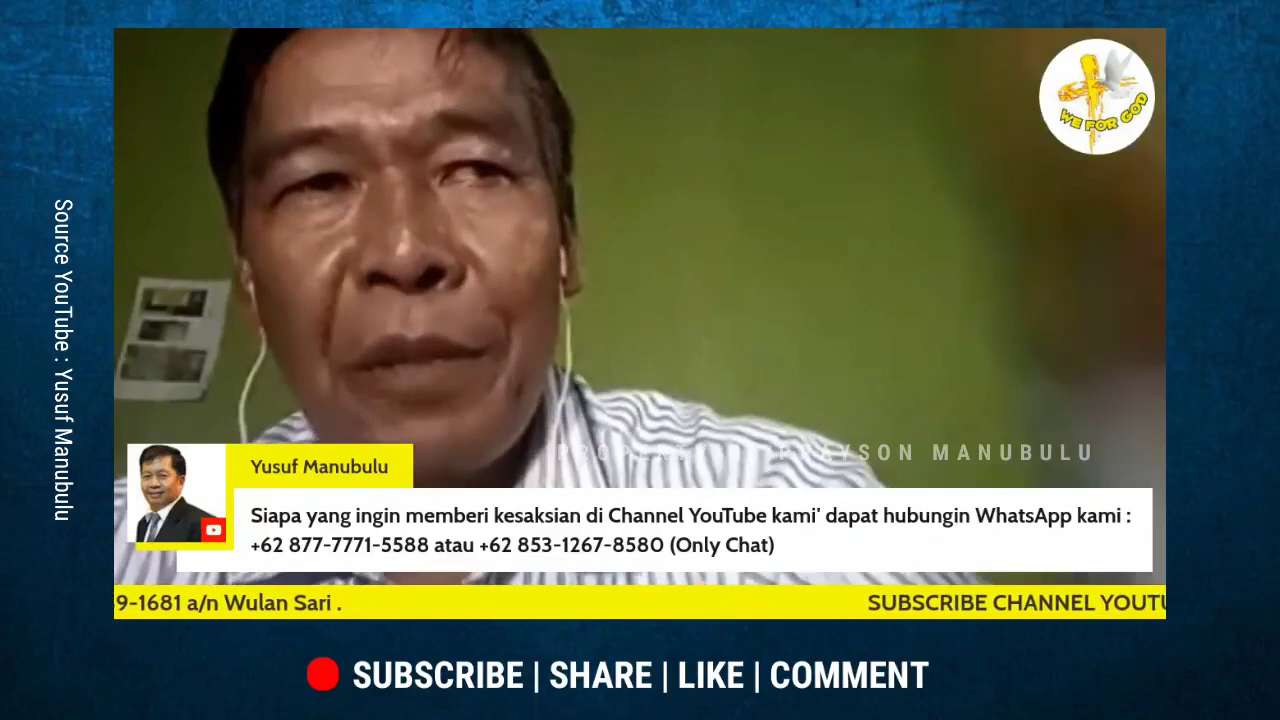 WE FOR GOD
Source YouTube : Yusuf Manubulu
MANUBULU
Yusuf Manubulu
Siapa yang ingin memberi kesaksian di Channel YouTube kami' dapat hubungin WhatsApp kami :
+62 877-7771-5588 atau +62 853-1267-8580 (Only Chat)
9-1681 a/n Wulan Sari .
SUBSCRIBE CHANNEL YOUTU
SUBSCRIBE | SHARE | LIKE | COMMENT